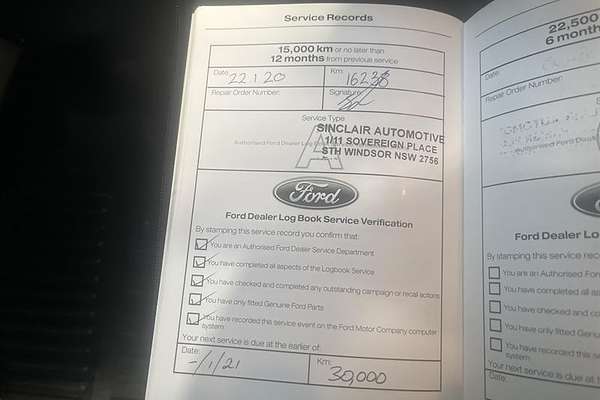 Service Records
15,000 km or no later than
12 months from previous service
Date: 22 1 20
Km: 16238
Repair Order Number:
Signature:
Service Type
SINCLAIR AUTOMOTIVE
Authorised Ford Dealer Log
1/11 SOVEREIGN PLACE
STH WINDSOR NSW 2756
A
Ford
Ford Dealer Log Book Service Verification
By stamping this service record you confirm that:
You are an Authorised Ford Dealer Service Department
You have completed all aspects of the Logbook Service
You have checked and completed any outstanding campaign or recall actions
You have only fitted Genuine Ford Parts
You have recorded this service event on the Ford Motor Company computer
system
Your next service is due at the earlier of:
Date: -/1/21
Km: 30,000
22,500
6 month
Date:
Repair Order Number:
Authorised Ford Deal
Ford
Ford Dealer Lo
By stamping this service reco
You are an Authorised Fo
You have completed all as
You have checked and co
You have only fitted Genu
You have recorded this se
system
Your next service is due at th
Date: